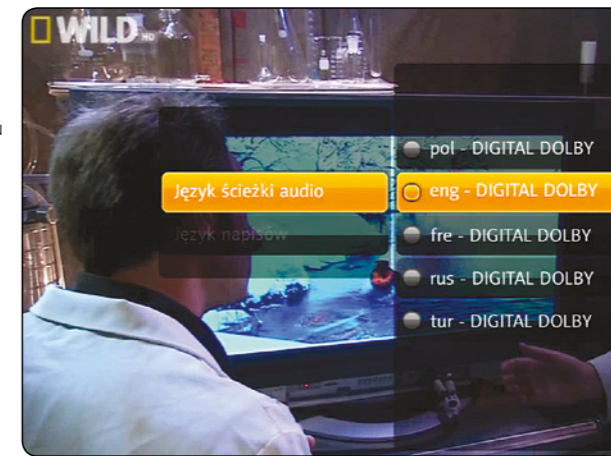 WILD HD
pol - DIGITAL DOLBY
Język ścieżki audio
eng - DIGITAL DOLBY
Język napisów
fre - DIGITAL DOLBY
rus - DIGITAL DOLBY
tur - DIGITAL DOLBY